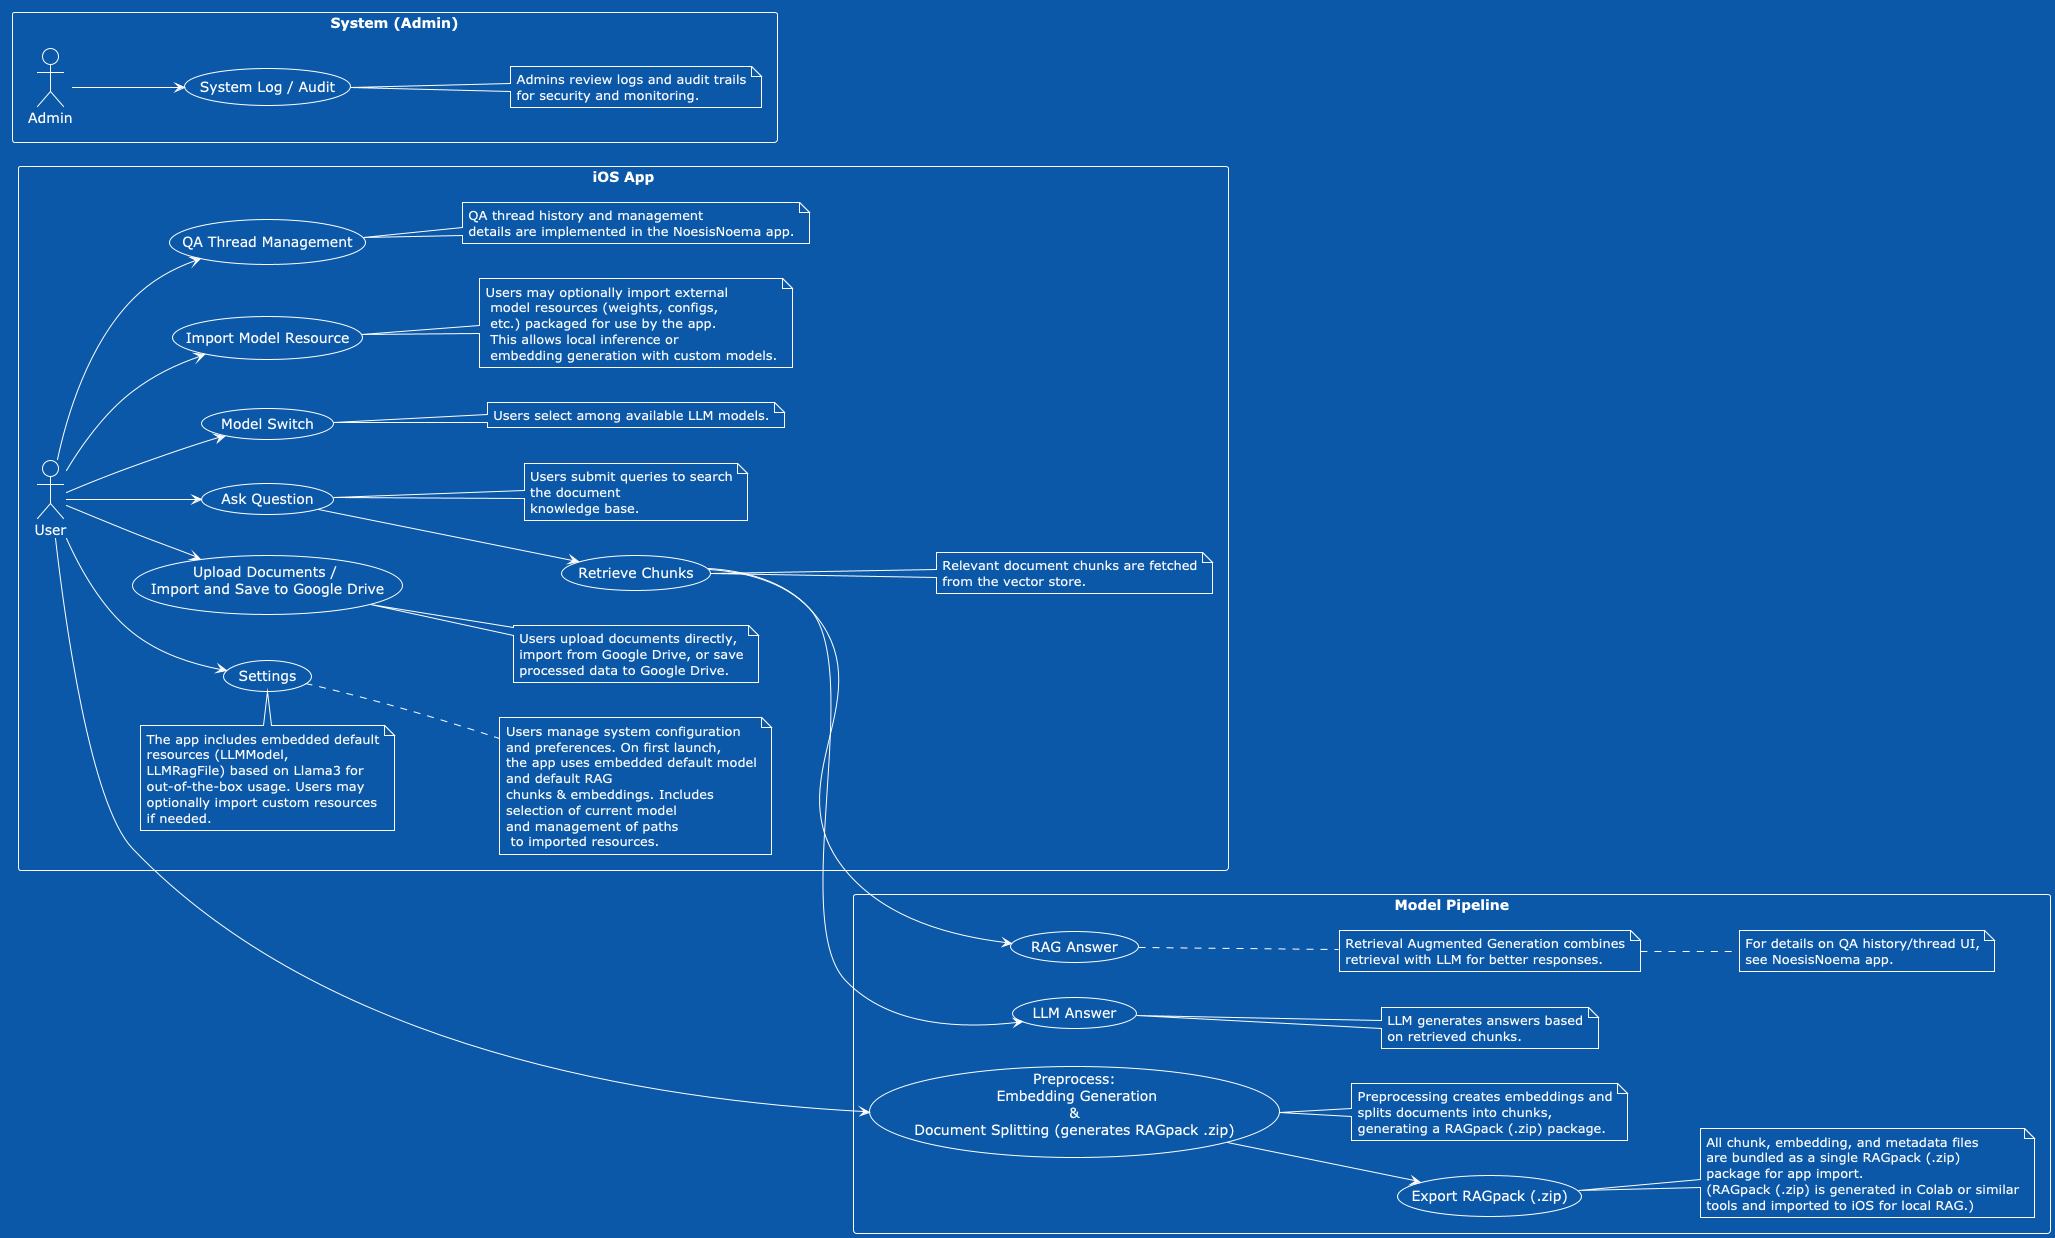 System (Admin)
Admin
System Log / Audit
Admins review logs and audit trails
for security and monitoring.
iOS App
QA Thread Management
QA thread history and management
details are implemented in the NoesisNoema app.
Import Model Resource
Users may optionally import external
model resources (weights, configs,
etc.) packaged for use by the app.
This allows local inference or
embedding generation with custom models.
Model Switch
Users select among available LLM models.
User
Ask Question
Users submit queries to search
the document
knowledge base.
Upload Documents /
Import and Save to Google Drive
Retrieve Chunks
Relevant document chunks are fetched
from the vector store.
Users upload documents directly,
import from Google Drive, or save
processed data to Google Drive.
Settings
The app includes embedded default
resources (LLMModel,
LLMRagFile) based on Llama3 for
out-of-the-box usage. Users may
optionally import custom resources
if needed.
Users manage system configuration
and preferences. On first launch,
the app uses embedded default model
and default RAG
chunks & embeddings. Includes
selection of current model
and management of paths
to imported resources.
Model Pipeline
RAG Answer
Retrieval Augmented Generation combines
retrieval with LLM for better responses.
For details on QA history/thread UI,
see NoesisNoema app.
LLM Answer
LLM generates answers based
on retrieved chunks.
Preprocess:
Embedding Generation
&
Document Splitting (generates RAGpack .zip)
Preprocessing creates embeddings and
splits documents into chunks,
generating a RAGpack (.zip) package.
Export RAGpack (.zip)
All chunk, embedding, and metadata files
are bundled as a single RAGpack (.zip)
package for app import.
(RAGpack (.zip) is generated in Colab or similar
tools and imported to iOS for local RAG.)